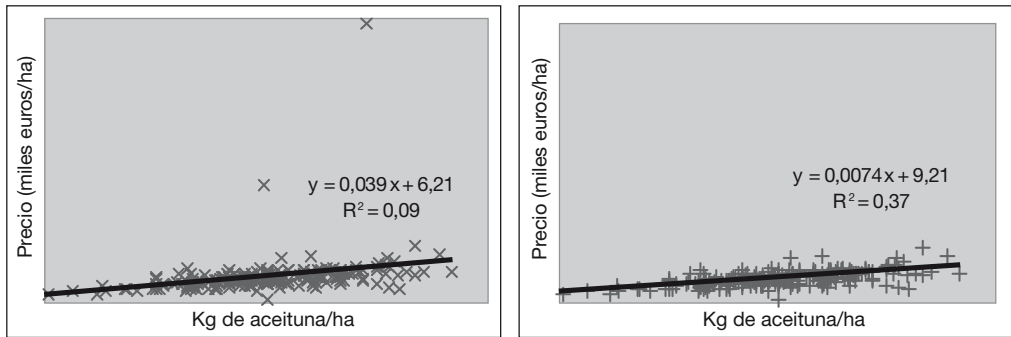 Precio (miles euros/ha)
y = 0,039 x + 6,21
R² = 0,09
Kg de aceituna/ha
Precio (miles euros/ha)
y = 0,0074 x + 9,21
R² = 0,37
Kg de aceituna/ha